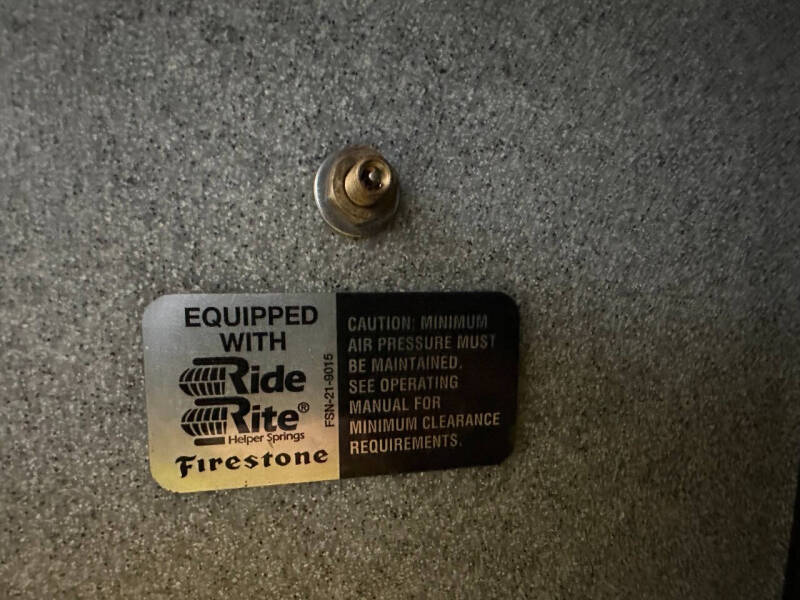 EQUIPPED
WITH
Ride
Rite®
Helper Springs
Firestone
FSN-21-9015
CAUTION: MINIMUM
AIR PRESSURE MUST
BE MAINTAINED.
SEE OPERATING
MANUAL FOR
MINIMUM CLEARANCE
REQUIREMENTS.